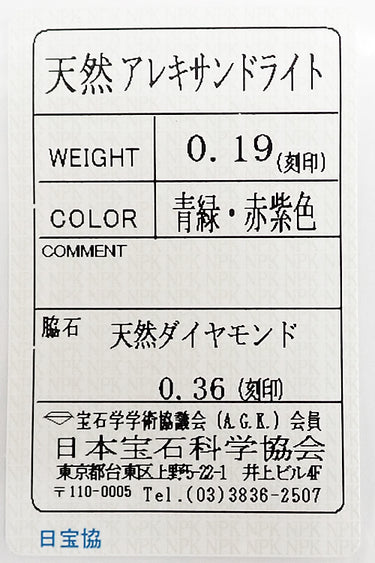 天然 アレキサンドライト
WEIGHT 0.19 (刻印)
COLOR 青緑・赤紫色
COMMENT
脇石 天然ダイヤモンド
0.36 (刻印)
宝石学学術協議会 (A.G.K.) 会員
日本宝石科学協会
東京都台東区上野5-22-1 井上ビル4F
〒110-0005 Tel.(03)3836-2507
日宝協